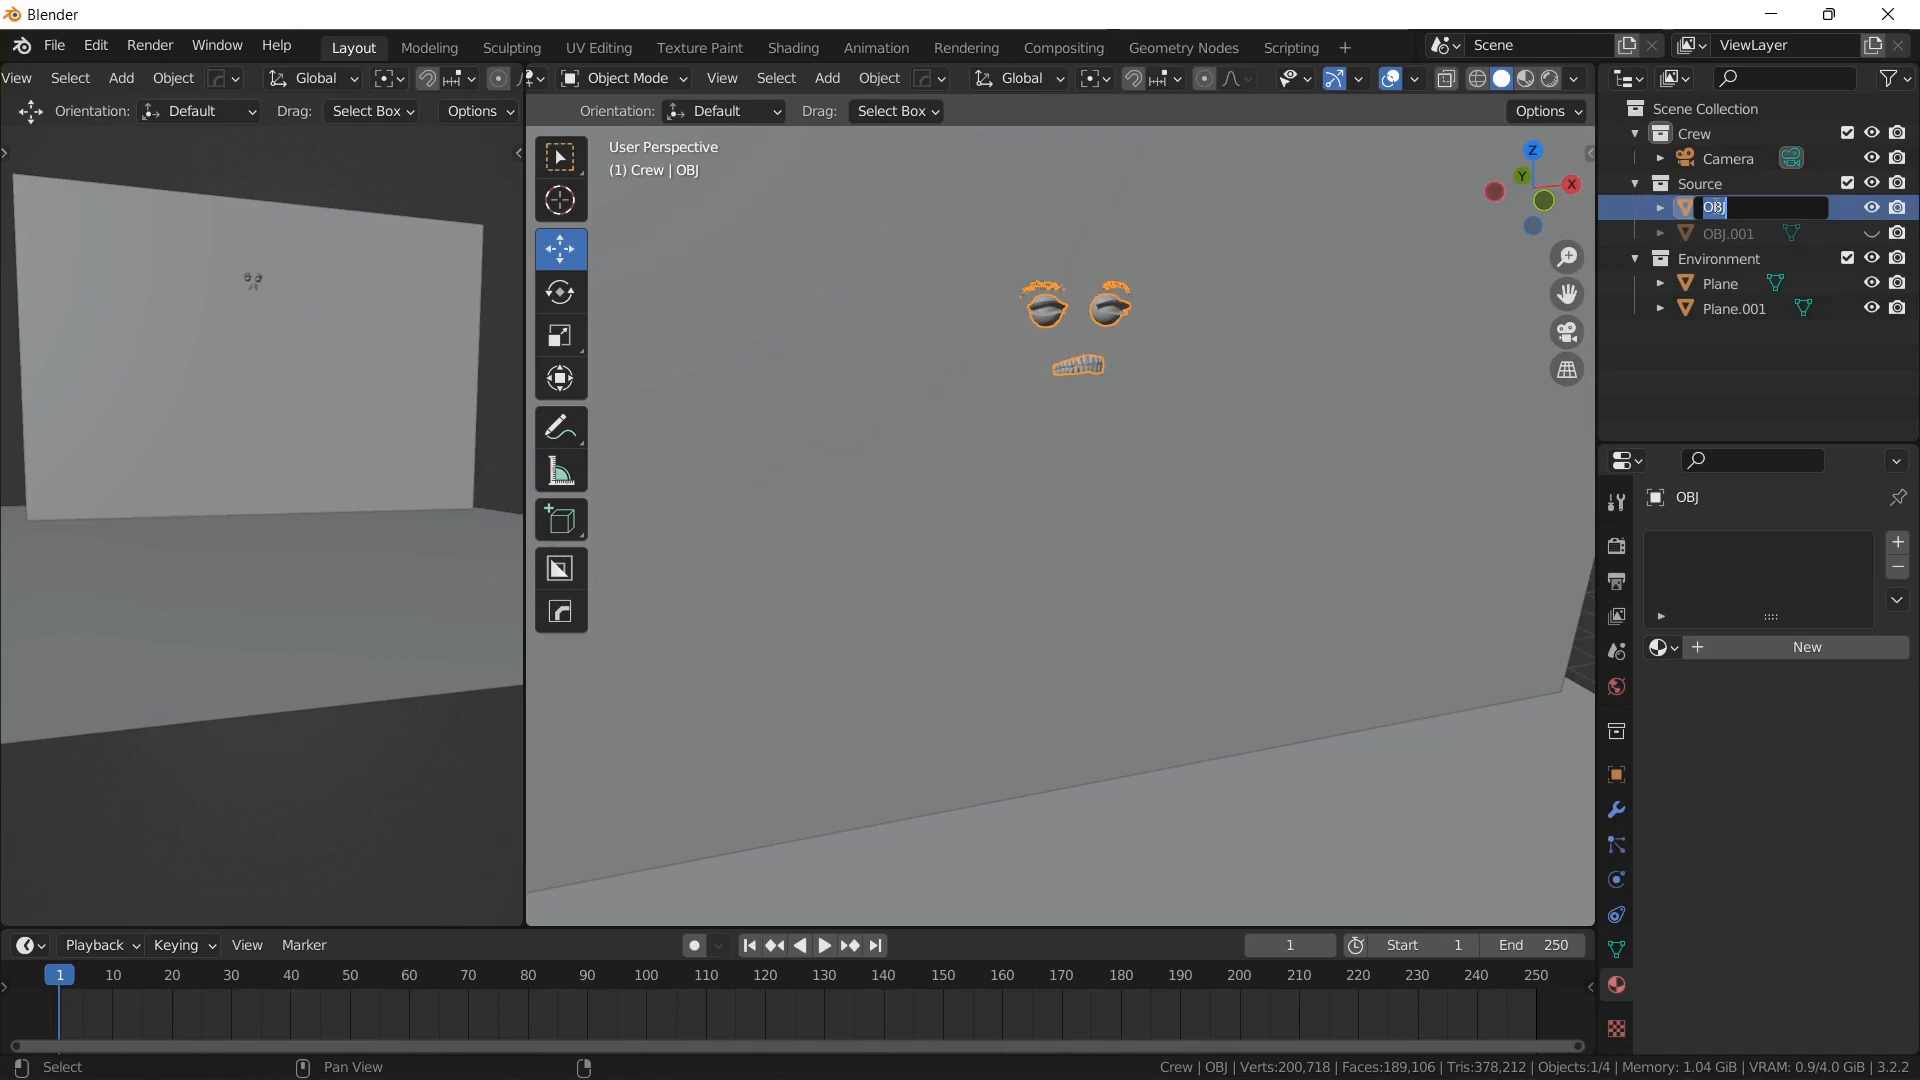 Blender
File Edit Render Window Help Layout Modeling Sculpting UV Editing Texture Paint Shading Animation Rendering Compositing Geometry Nodes Scripting + Scene ViewLayer
View Select Add Object Global Object Mode View Select Add Object Global
Orientation: Default Drag: Select Box Options Orientation: Default Drag: Select Box Options
User Perspective
(1) Crew | OBJ
Z
Y
X
Scene Collection
Crew
Camera
Source
OBJ
OBJ.001
Environment
Plane
Plane.001
OBJ
New
Playback Keying View Marker 1 Start 1 End 250
1 10 20 30 40 50 60 70 80 90 100 110 120 130 140 150 160 170 180 190 200 210 220 230 240 250
Select Pan View Crew | OBJ | Verts:200,718 | Faces:189,106 | Tris:378,212 | Objects:1/4 | Memory: 1.04 GiB | VRAM: 0.9/4.0 GiB | 3.2.2